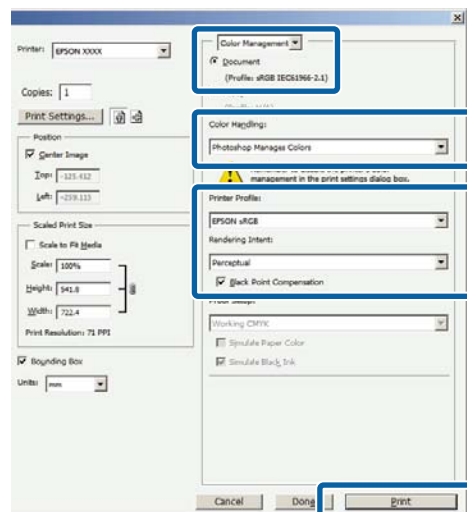 Printer: EPSON XXXX
Copies: 1
Print Settings...
Position
Center Image
Top: -125.412
Left: -259.115
Scaled Print Size
Scale to Fit Media
Scale: 100%
Height: 541.8
Width: 722.4
Print Resolution: 71 PPI
Bounding Box
Units: mm
Color Management
Document
(Profile: sRGB IEC61966-2.1)
Color Handling:
Photoshop Manages Colors
management in the print settings dialog box.
Printer Profile:
EPSON sRGB
Rendering Intent:
Perceptual
Black Point Compensation
Proof Setup:
Working CMYK
Simulate Paper Color
Simulate Black Ink
Cancel
Done
Print